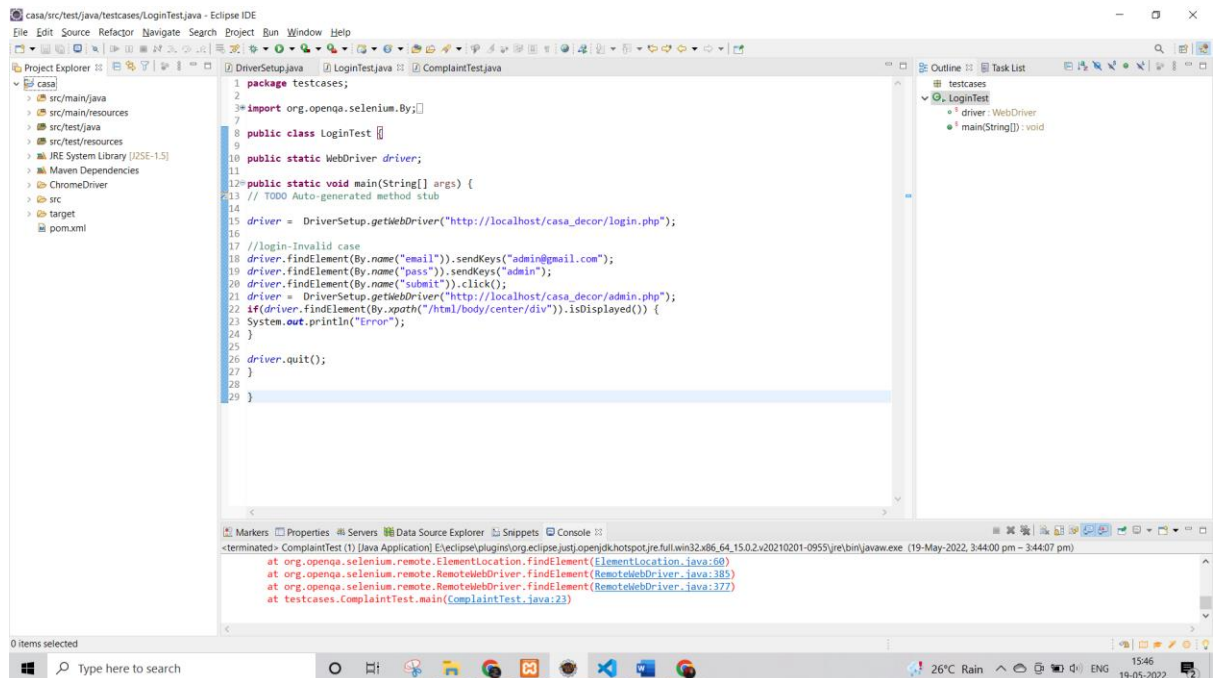 casa/src/test/java/testcases/LoginTest.java - Eclipse IDE
File Edit Source Refactor Navigate Search Project Run Window Help
Project Explorer
casa
src/main/java
src/main/resources
src/test/java
src/test/resources
JRE System Library [J2SE-1.5]
Maven Dependencies
ChromeDriver
src
target
pom.xml
DriverSetup.java LoginTest.java ComplaintTest.java
1 package testcases;
2
3 import org.openqa.selenium.By;
7
8 public class LoginTest {
9
10 public static WebDriver driver;
11
12 public static void main(String[] args) {
13 // TODO Auto-generated method stub
14
15 driver = DriverSetup.getWebDriver("http://localhost/casa_decor/login.php");
16
17 //login-Invalid case
18 driver.findElement(By.name("email")).sendKeys("admin@gmail.com");
19 driver.findElement(By.name("pass")).sendKeys("admin");
20 driver.findElement(By.name("submit")).click();
21 driver = DriverSetup.getWebDriver("http://localhost/casa_decor/admin.php");
22 if(driver.findElement(By.xpath("/html/body/center/div")).isDisplayed()) {
23 System.out.println("Error");
24 }
25
26 driver.quit();
27 }
28
29 }
Outline Task List
testcases
LoginTest
driver : WebDriver
main(String[]) : void
Markers Properties Servers Data Source Explorer Snippets Console
<terminated> ComplaintTest (1) [Java Application] E:\eclipse\plugins\org.eclipse.justj.openjdk.hotspot.jre.full.win32.x86_64_15.0.2.v20210201-0955\jre\bin\javaw.exe (19-May-2022, 3:44:00 pm – 3:44:07 pm)
at org.openqa.selenium.remote.ElementLocation.findElement(ElementLocation.java:60)
at org.openqa.selenium.remote.RemoteWebDriver.findElement(RemoteWebDriver.java:385)
at org.openqa.selenium.remote.RemoteWebDriver.findElement(RemoteWebDriver.java:377)
at testcases.ComplaintTest.main(ComplaintTest.java:23)
0 items selected
Type here to search
26°C Rain
ENG
15:46
19-05-2022
2